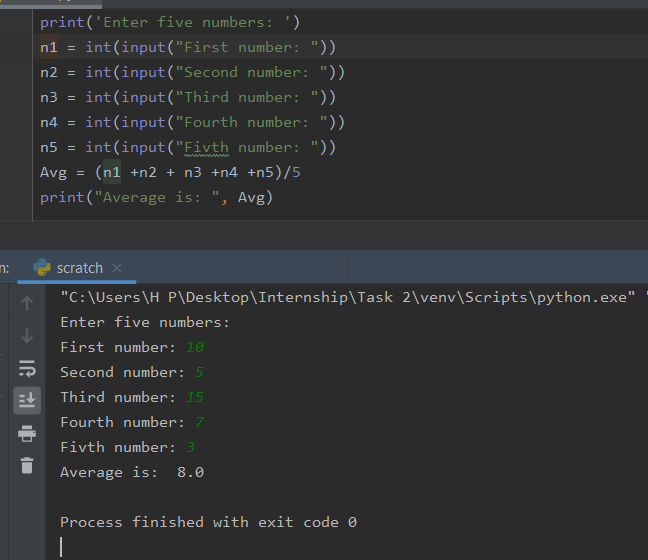 print('Enter five numbers: ')
n1 = int(input("First number: "))
n2 = int(input("Second number: "))
n3 = int(input("Third number: "))
n4 = int(input("Fourth number: "))
n5 = int(input("Fivth number: "))
Avg = (n1 +n2 + n3 +n4 +n5)/5
print("Average is: ", Avg)
scratch
"C:\Users\H P\Desktop\Internship\Task 2\venv\Scripts\python.exe" "
Enter five numbers:
First number: 10
Second number: 5
Third number: 15
Fourth number: 7
Fivth number: 3
Average is:  8.0
Process finished with exit code 0